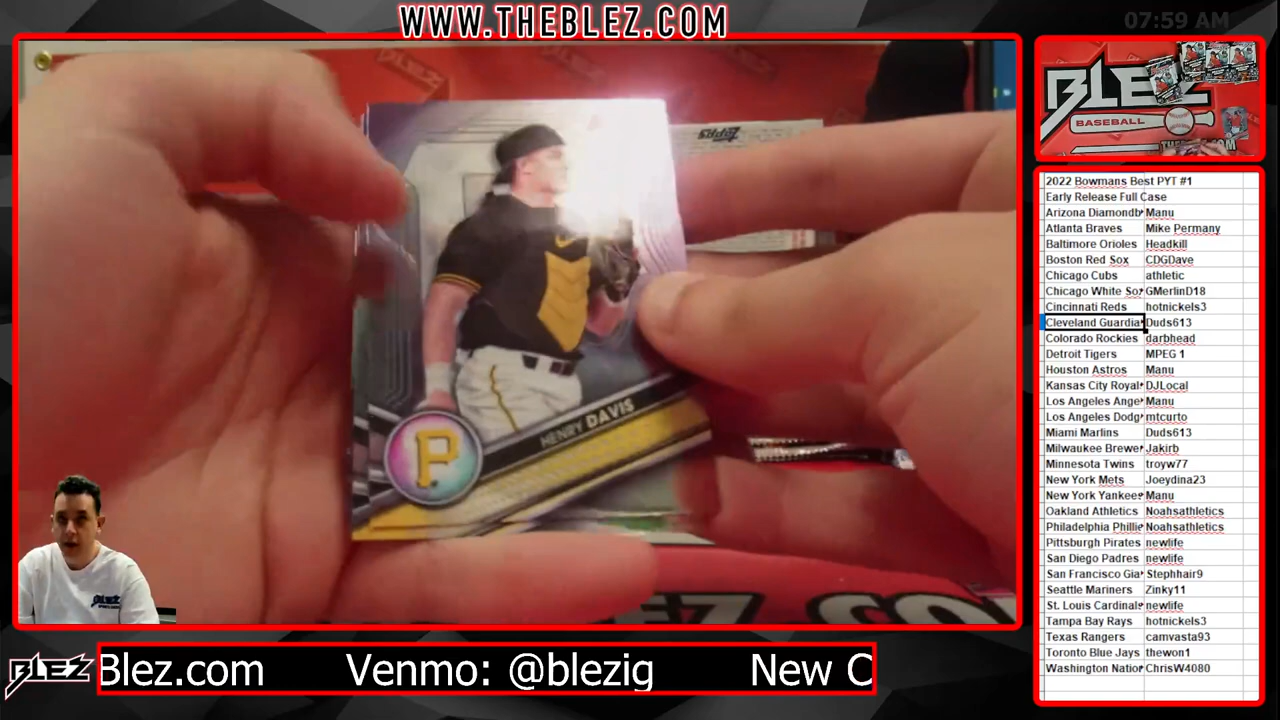 WWW.THEBLEZ.COM
07:59 AM
Topps
P
HENRY DAVIS
BLEZ
BASEBALL
2022 Bowmans Best PYT #1
Early Release Full Case
Arizona Diamondb Manu
Atlanta Braves Mike Permany
Baltimore Orioles Headkill
Boston Red Sox CDGDave
Chicago Cubs athletic
Chicago White Sox GMerlinD18
Cincinnati Reds hotnickels3
Cleveland Guardia Duds613
Colorado Rockies darbhead
Detroit Tigers MPEG 1
Houston Astros Manu
Kansas City Royal DJLocal
Los Angeles Ange Manu
Los Angeles Dodg mtcurto
Miami Marlins Duds613
Milwaukee Brewe Jakirb
Minnesota Twins troyw77
New York Mets Joeydina23
New York Yankees Manu
Oakland Athletics Noahsathletics
Philadelphia Phillie Noahsathletics
Pittsburgh Pirates newlife
San Diego Padres newlife
San Francisco Gia Stephhair9
Seattle Mariners Zinky11
St. Louis Cardinals newlife
Tampa Bay Rays hotnickels3
Texas Rangers camvasta93
Toronto Blue Jays thewon1
Washington Nation ChrisW4080
BLEZ.CO
BLEZ
Blez.com Venmo: @blezig New C